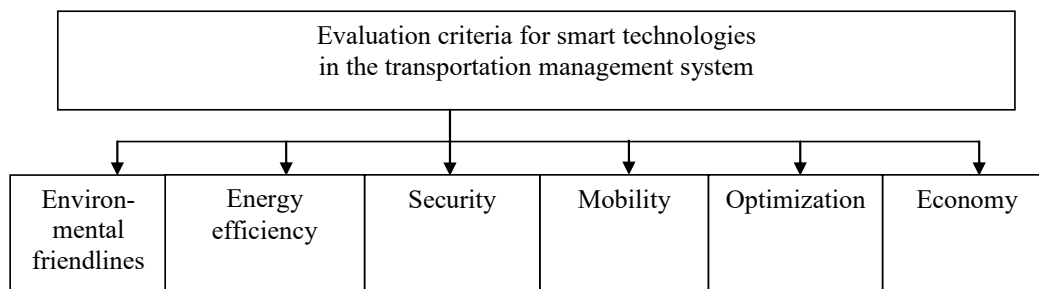 Evaluation criteria for smart technologies
in the transportation management system
Environ-
mental
friendlines
Energy
efficiency
Security
Mobility
Optimization
Economy